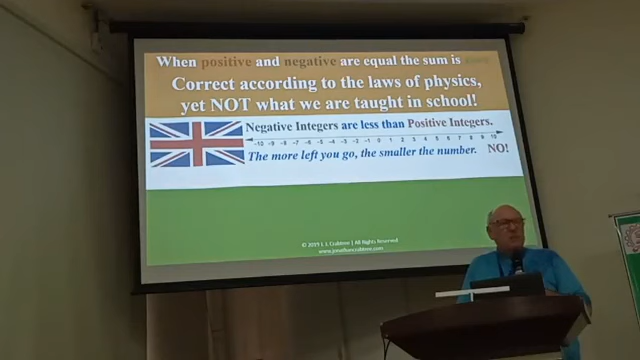 When positive and negative are equal the sum is
Correct according to the laws of physics,
yet NOT what we are taught in school!
Negative Integers are less than Positive Integers.
-10 -9 -8 -7 -6 -5 -4 -3 -2 -1 0 1 2 3 4 5 6 7 8 9 10
The more left you go, the smaller the number. NO!
© 2019 J. J. Crabtree | All Rights Reserved
www.jonathancrabtree.com